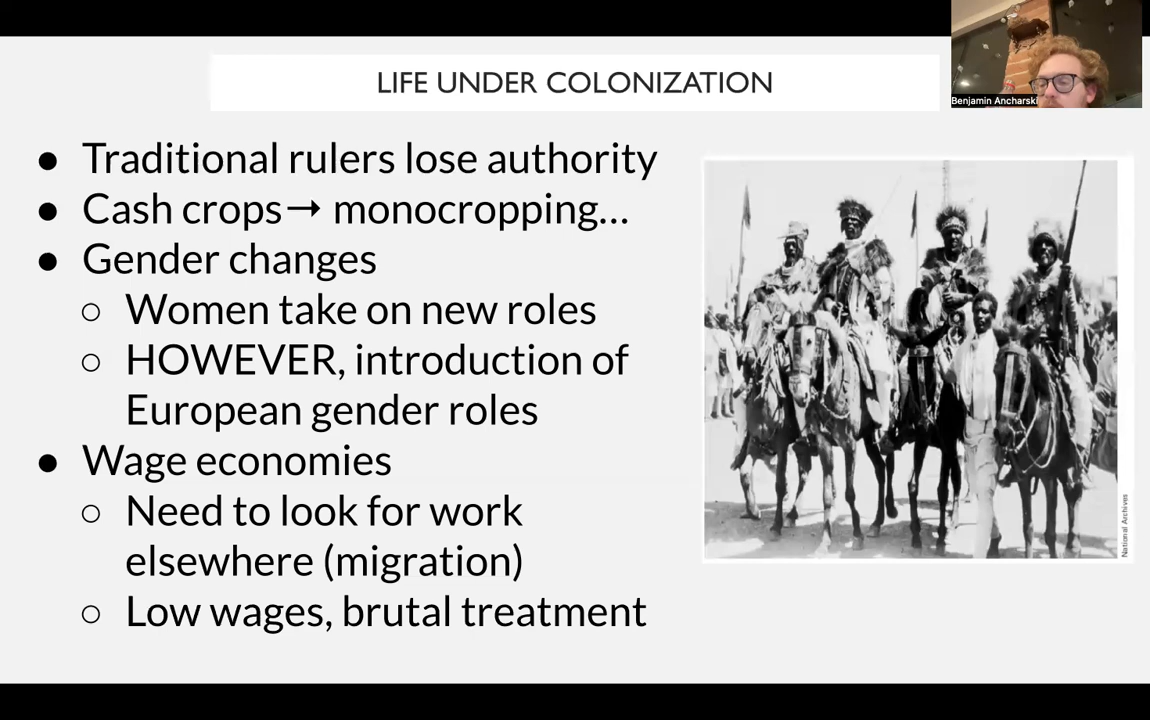 LIFE UNDER COLONIZATION
Benjamin Ancharski
● Traditional rulers lose authority
● Cash crops→ monocropping...
● Gender changes
○ Women take on new roles
○ HOWEVER, introduction of
European gender roles
● Wage economies
○ Need to look for work
elsewhere (migration)
○ Low wages, brutal treatment
National Archives